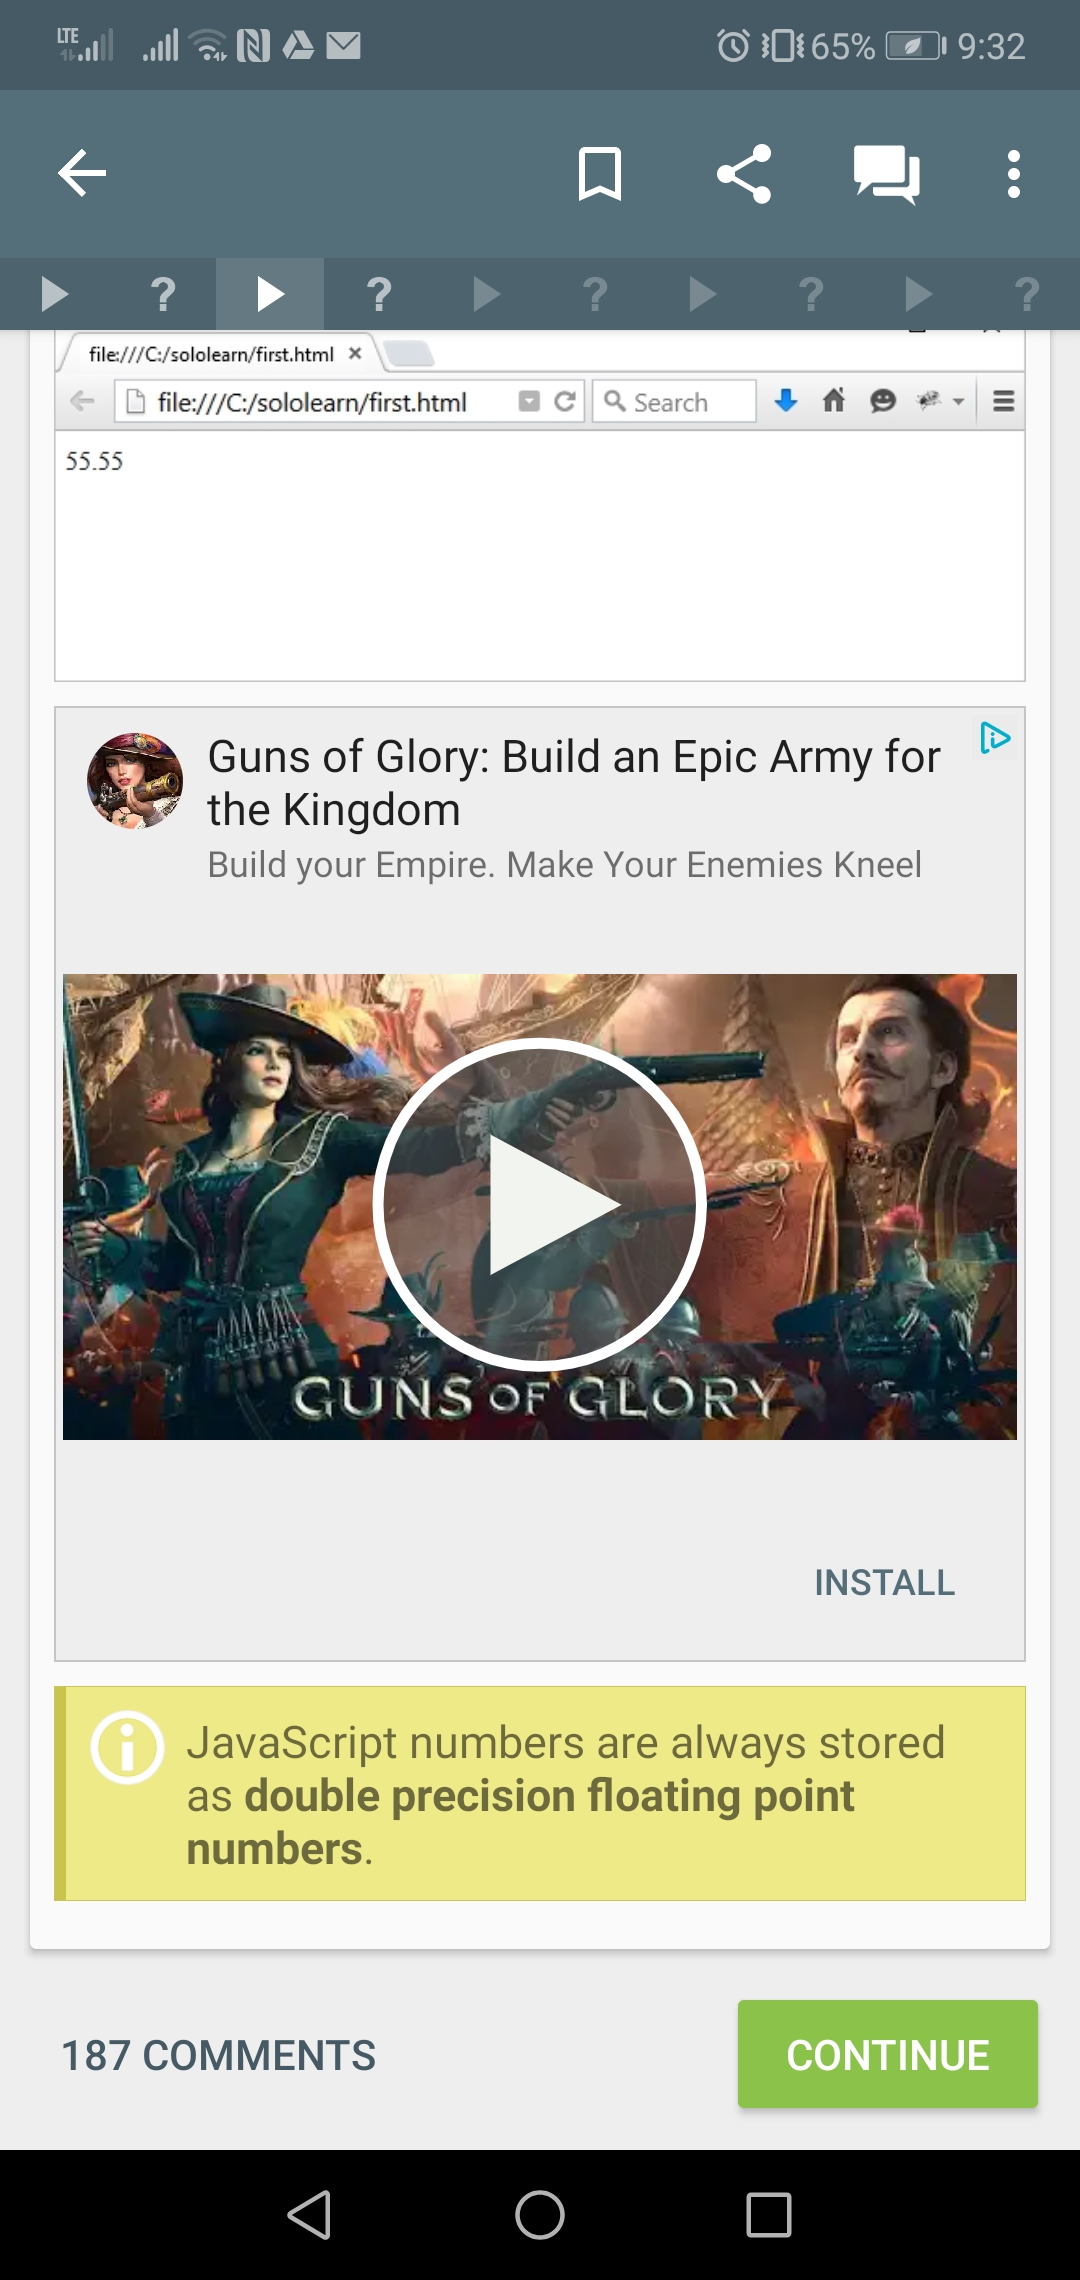 LTE 65% 9:32
? ? ? ? ?
file:///C:/sololearn/first.html ×
file:///C:/sololearn/first.html Search
55.55
Guns of Glory: Build an Epic Army for
the Kingdom
Build your Empire. Make Your Enemies Kneel
GUNS OF GLORY
INSTALL
JavaScript numbers are always stored
as double precision floating point
numbers.
187 COMMENTS CONTINUE